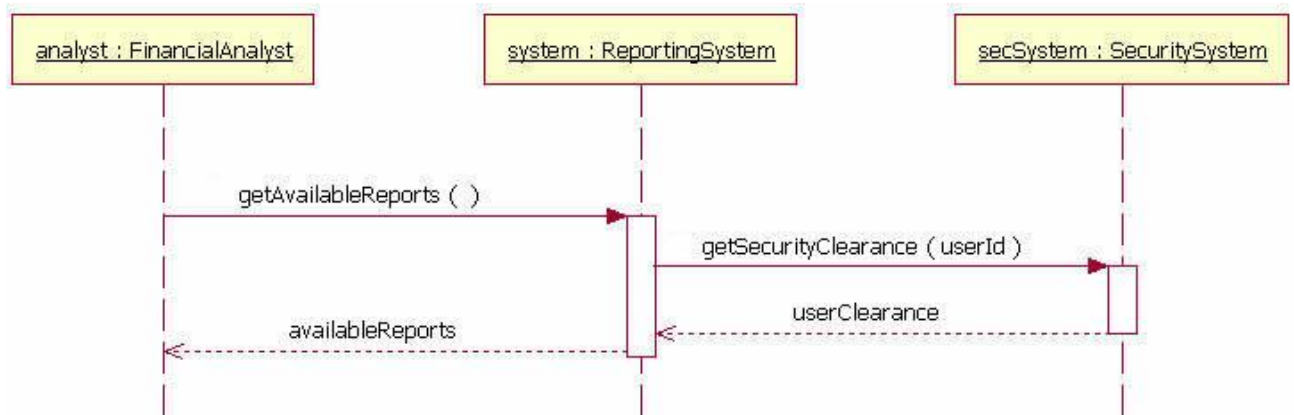 analyst : FinancialAnalyst
system : ReportingSystem
secSystem : SecuritySystem
getAvailableReports ( )
getSecurityClearance ( userId )
userClearance
availableReports